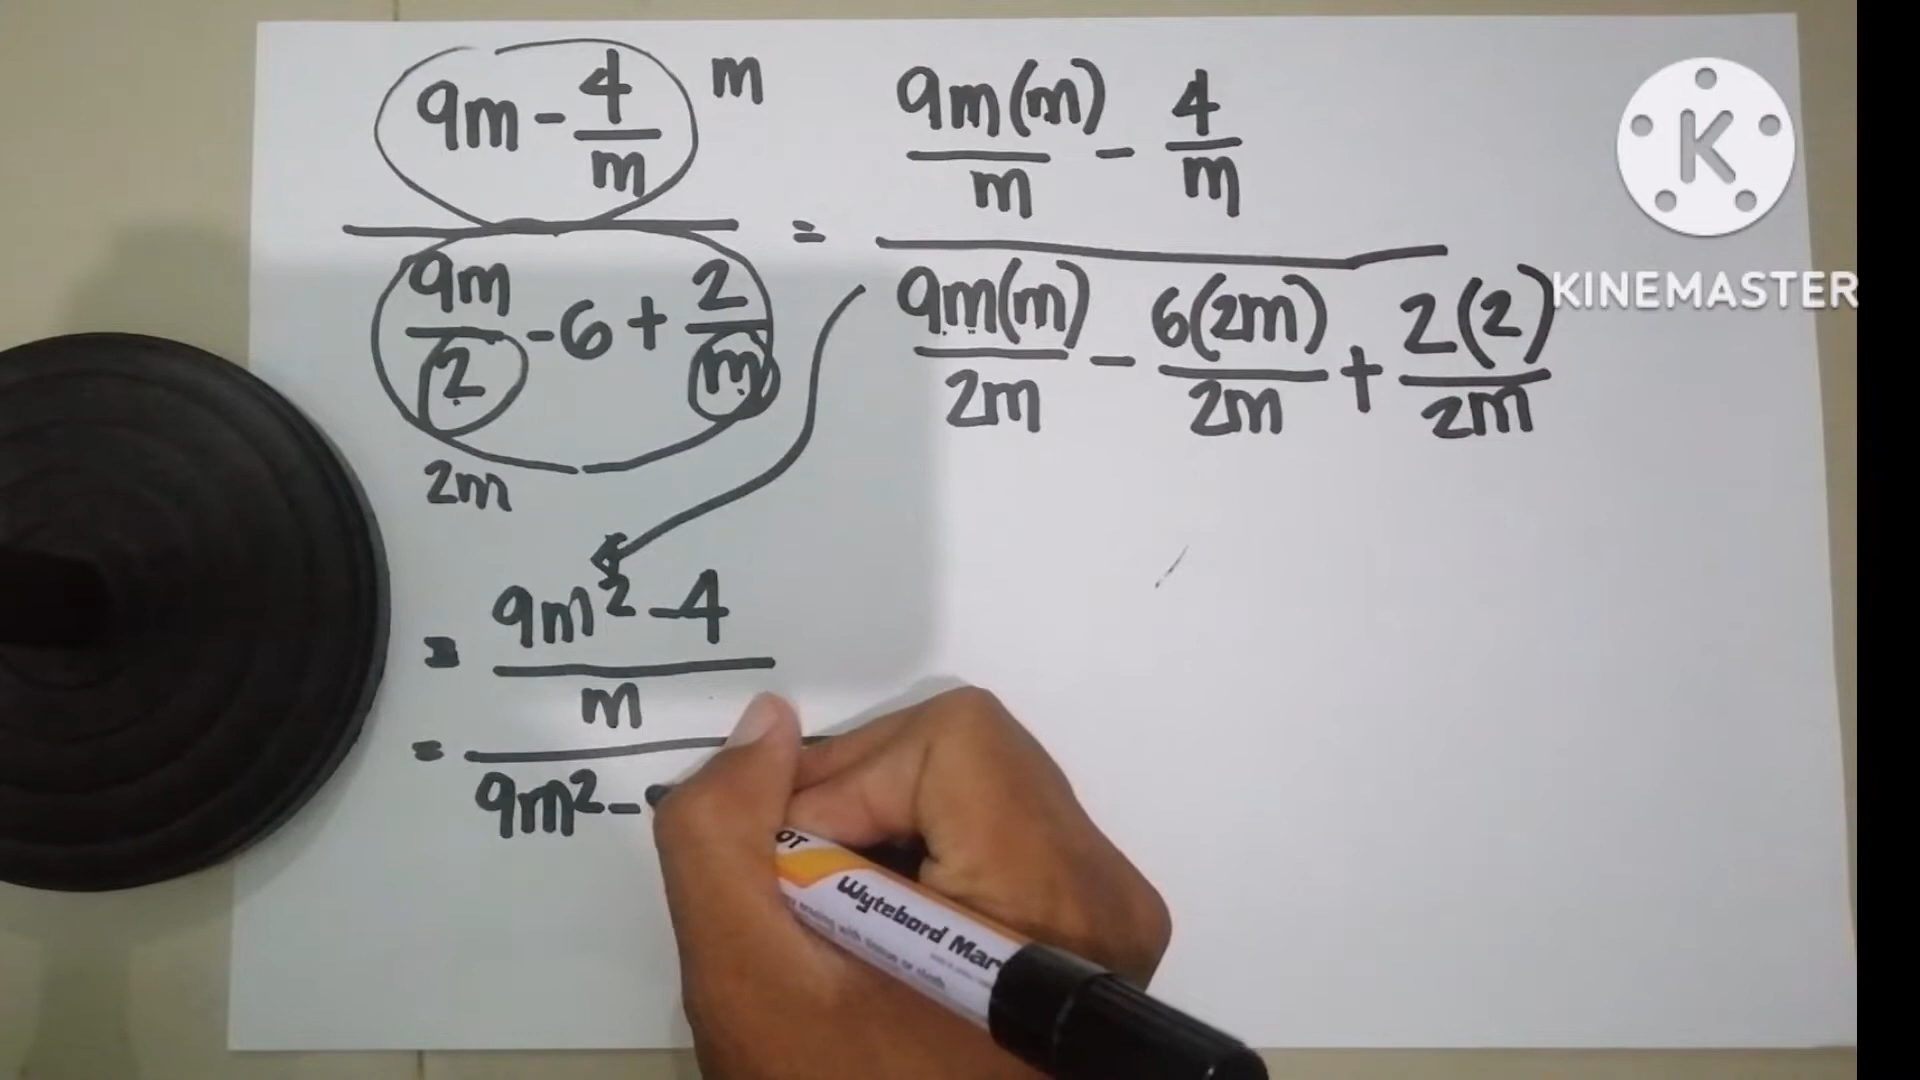 9m - 4/m m
9m/2 - 6 + 2/m
2m
= 9m(m)/m - 4/m
9m(m)/2m - 6(2m)/2m + 2(2)/2m
= 9m² - 4
m
= 9m² -
K
KINEMASTER
OT
Wytebord Mar